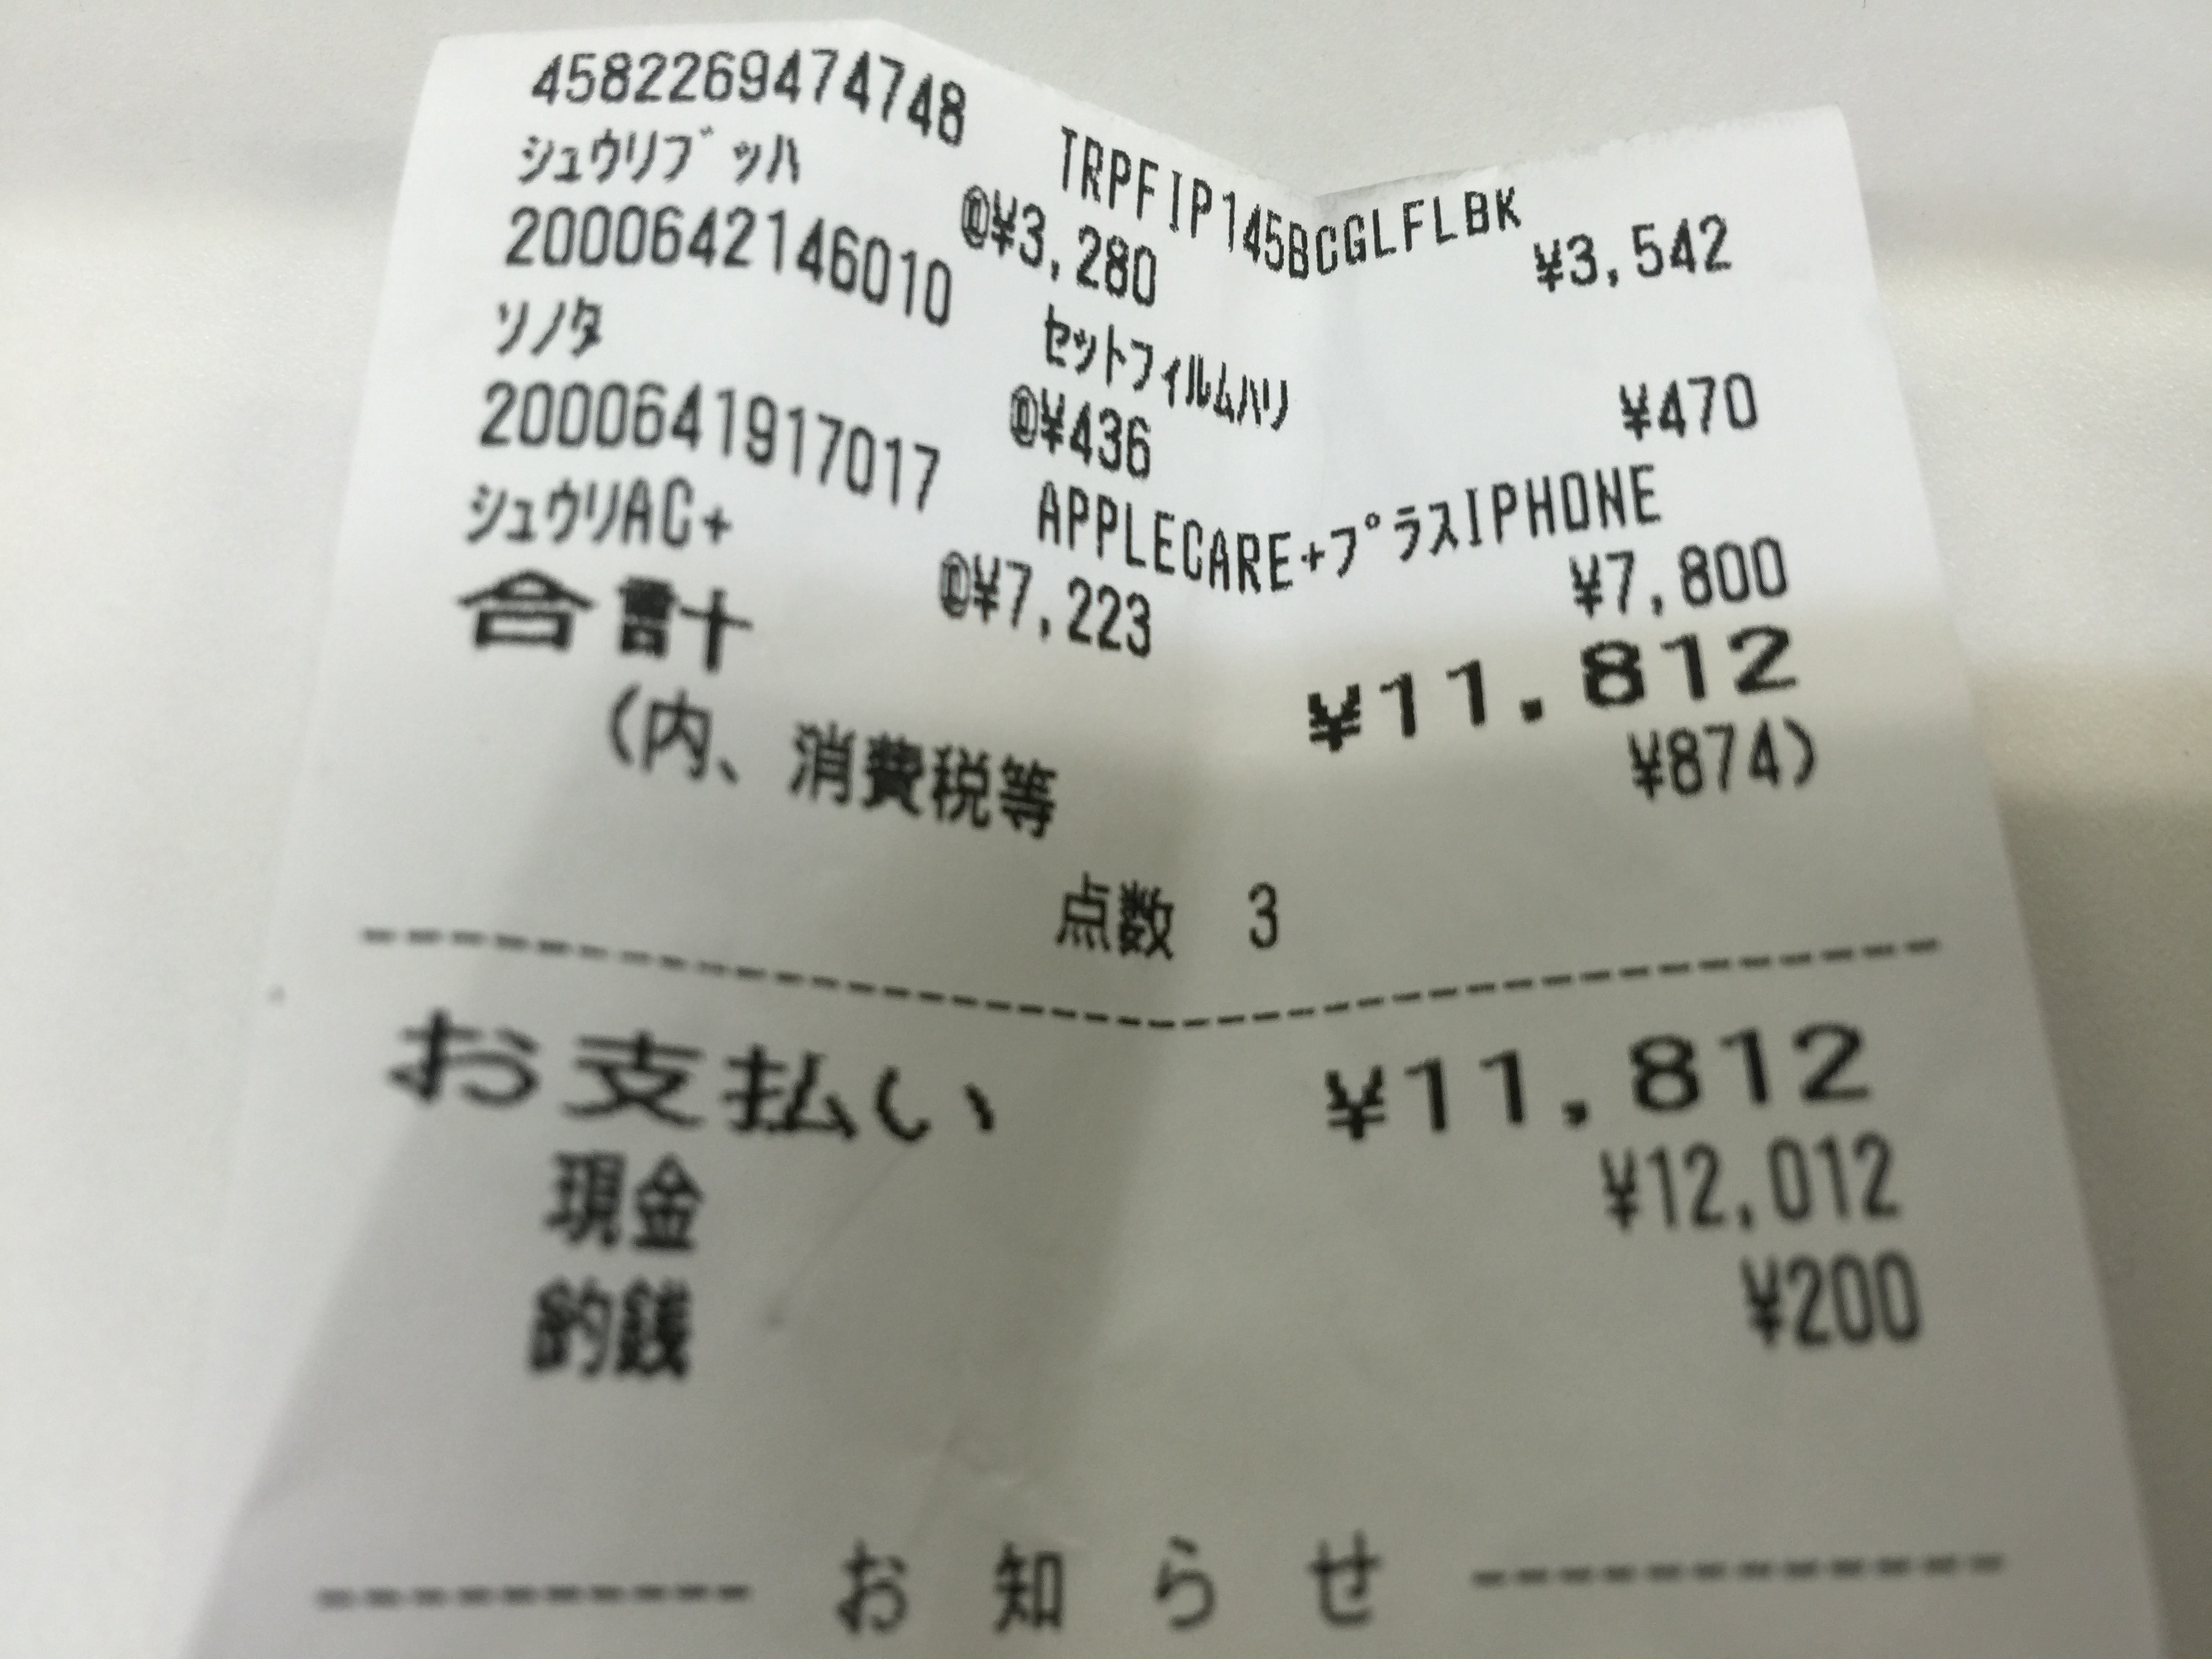 4582269474748 TRPFIP145BCGLFLBK
ｼｭｳﾘﾌﾞｯﾊ @¥3,280 ¥3,542
2000642146010 ｾｯﾄﾌｨﾙﾑﾊﾘ
ｿﾉﾀ @¥436 ¥470
2000641917017 APPLECARE+ﾌﾟﾗｽIPHONE
ｼｭｳﾘAC+ @¥7,223 ¥7,800
合計 ¥11,812
(内、消費税等 ¥874)
点数 3
お支払い ¥11,812
現金 ¥12,012
釣銭 ¥200
お知らせ